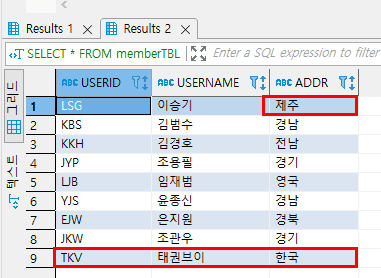 Results 1 Results 2
SELECT * FROM memberTBL Enter a SQL expression to filter
그리드
텍스트
ABC USERID ABC USERNAME ABC ADDR
1 LSG 이승기 제주
2 KBS 김범수 경남
3 KKH 김경호 전남
4 JYP 조용필 경기
5 LJB 임재범 영국
6 YJS 윤종신 경남
7 EJW 은지원 경북
8 JKW 조관우 경기
9 TKV 태권브이 한국